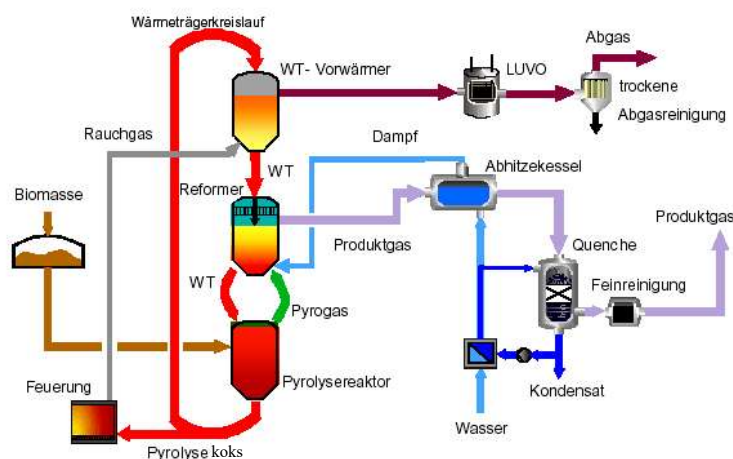 Wärmeträgerkreislauf
Abgas
WT- Vorwärmer
LUVO
trockene
Abgasreinigung
Rauchgas
Dampf
WT
Abhitzekessel
Reformer
Biomasse
Produktgas
Produktgas
Quenche
WT
Pyrogas
Feinreinigung
Feuerung
Pyrolysereaktor
Kondensat
Wasser
Pyrolyse koks